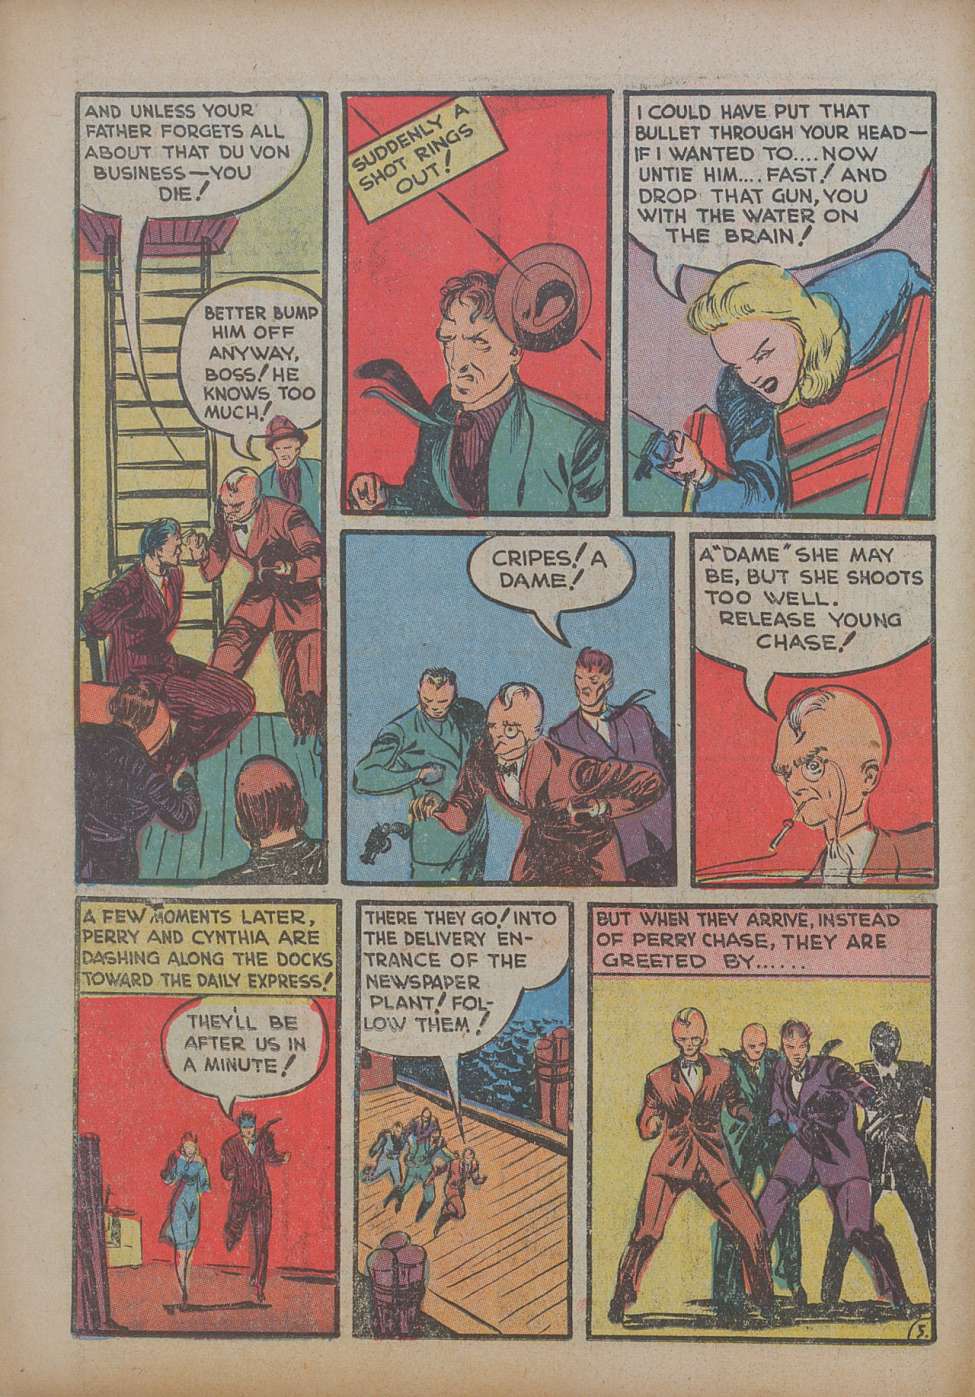 AND UNLESS YOUR
FATHER FORGETS ALL
ABOUT THAT DU VON
BUSINESS—YOU
DIE!
BETTER BUMP
HIM OFF
ANYWAY,
BOSS! HE
KNOWS TOO
MUCH!
SUDDENLY A
SHOT RINGS
OUT!
I COULD HAVE PUT THAT
BULLET THROUGH YOUR HEAD—
IF I WANTED TO.... NOW
UNTIE HIM.... FAST! AND
DROP THAT GUN, YOU
WITH THE WATER ON
THE BRAIN!
CRIPES! A
DAME!
A "DAME" SHE MAY
BE, BUT SHE SHOOTS
TOO WELL.
RELEASE YOUNG
CHASE!
A FEW MOMENTS LATER,
PERRY AND CYNTHIA ARE
DASHING ALONG THE DOCKS
TOWARD THE DAILY EXPRESS!
THEY'LL BE
AFTER US IN
A MINUTE!
THERE THEY GO! INTO
THE DELIVERY EN-
TRANCE OF THE
NEWSPAPER
PLANT! FOL-
LOW THEM!
BUT WHEN THEY ARRIVE, INSTEAD
OF PERRY CHASE, THEY ARE
GREETED BY......
5.